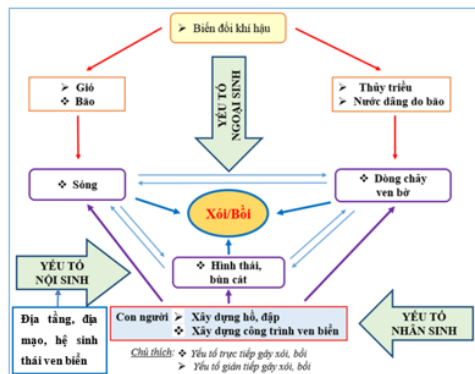 ➢ Biến đổi khí hậu
➢ Gió
❖ Bão
YẾU TỐ
NGOẠI SINH
➢ Thủy triều
➢ Nước dâng do bão
❖ Sóng
❖ Dòng chảy
ven bờ
Xói/Bồi
YẾU TỐ
NỘI SINH
❖ Hình thái,
bùn cát
Địa tầng, địa
mạo, hệ sinh
thái ven biển
Con người ➢ Xây dựng hồ, đập
❖ Xây dựng công trình ven biển
YẾU TỐ
NHÂN SINH
Chú thích: ❖ Yếu tố trực tiếp gây xói, bồi
➢ Yếu tố gián tiếp gây xói, bồi